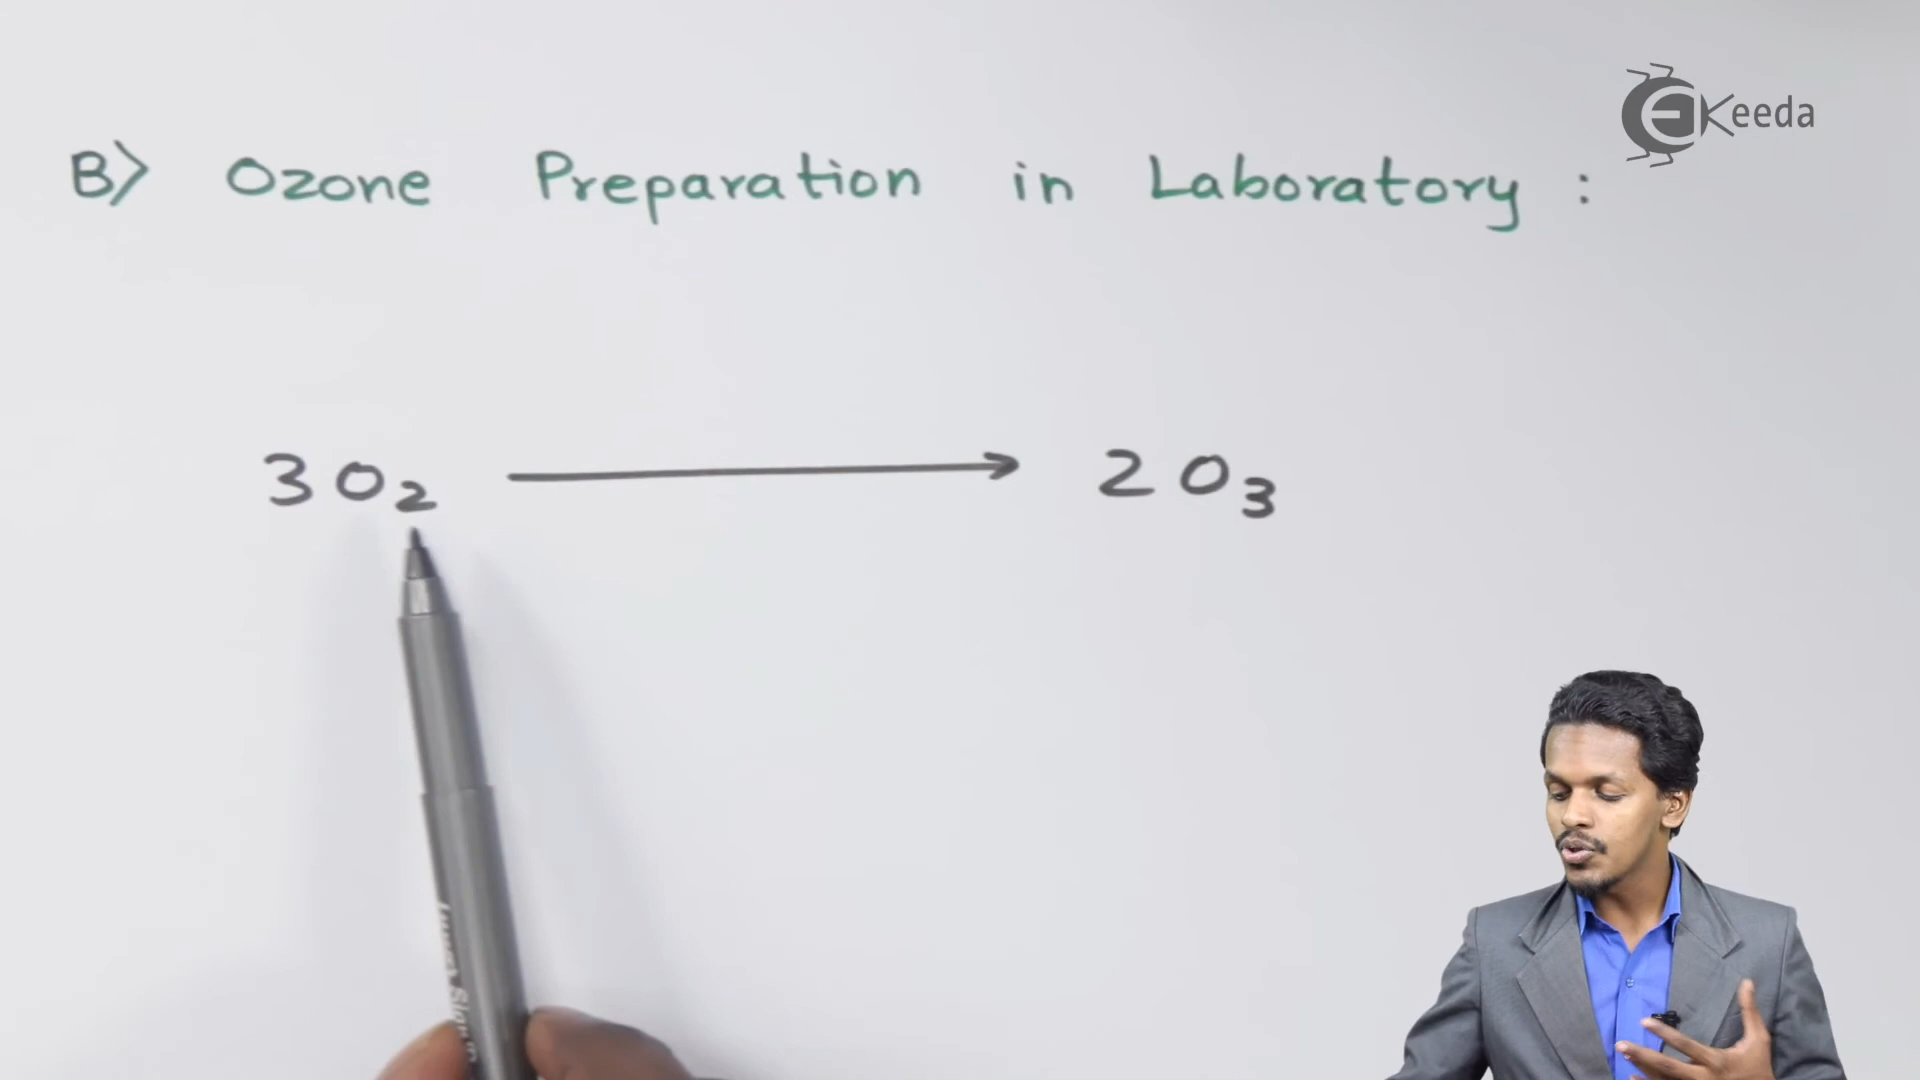 EKeeda
B) Ozone Preparation in Laboratory :
3O₂ ⟶ 2O₃